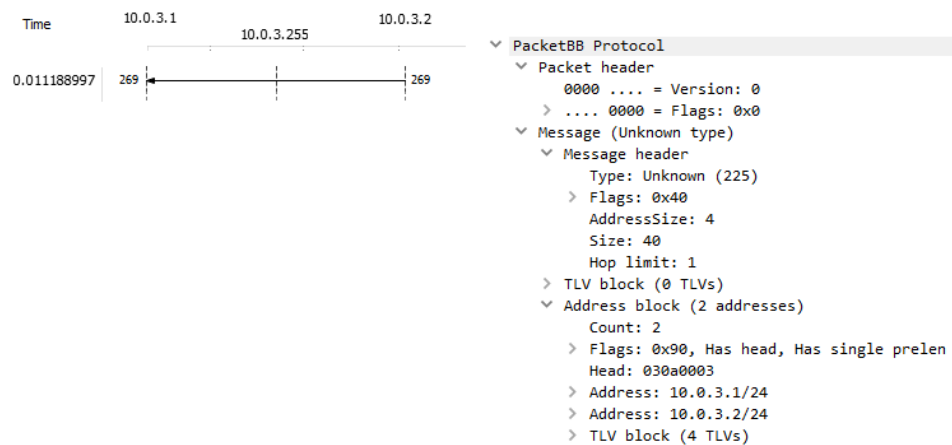 Time
10.0.3.1
10.0.3.255
10.0.3.2
0.011188997
269
269
PacketBB Protocol
Packet header
0000 .... = Version: 0
.... 0000 = Flags: 0x0
Message (Unknown type)
Message header
Type: Unknown (225)
Flags: 0x40
AddressSize: 4
Size: 40
Hop limit: 1
TLV block (0 TLVs)
Address block (2 addresses)
Count: 2
Flags: 0x90, Has head, Has single prelen
Head: 030a0003
Address: 10.0.3.1/24
Address: 10.0.3.2/24
TLV block (4 TLVs)